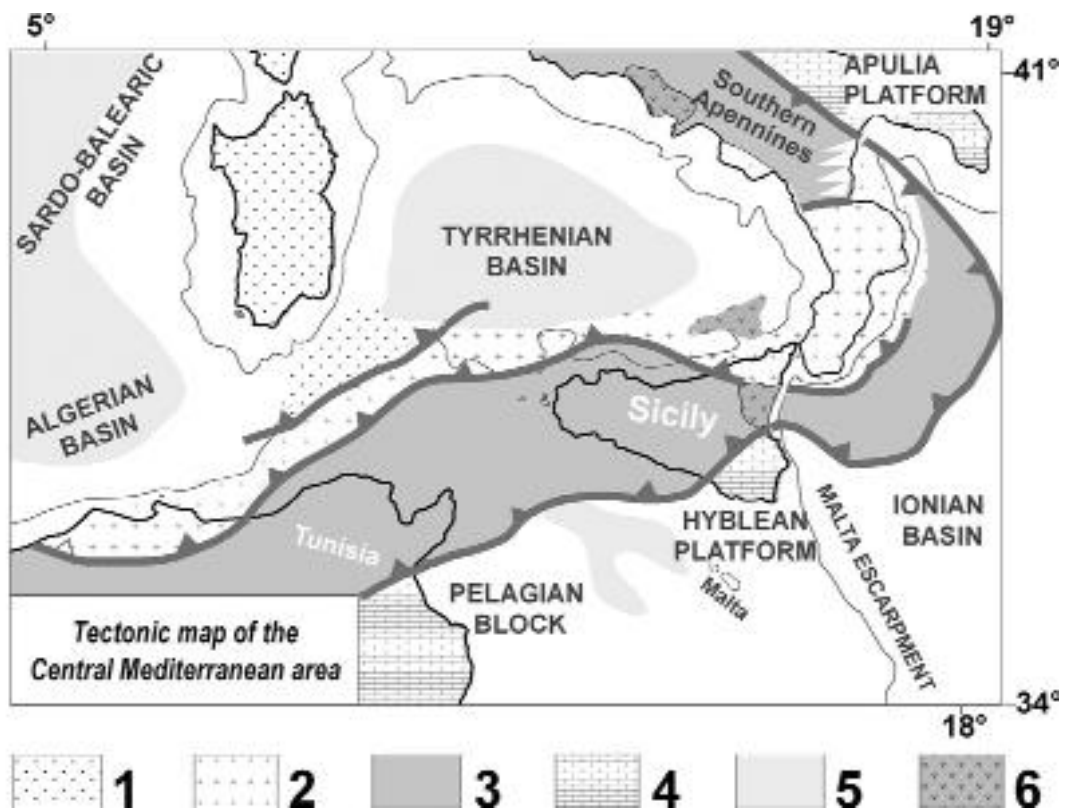 5°
19°
41°
SARDO-BALEARIC
BASIN
Southern
Apennines
APULIA
PLATFORM
TYRRHENIAN
BASIN
ALGERIAN
BASIN
Sicily
Tunisia
HYBLEAN
PLATFORM
IONIAN
BASIN
MALTA ESCARPMENT
Malta
PELAGIAN
BLOCK
Tectonic map of the
Central Mediterranean area
34°
18°
1 2 3 4 5 6